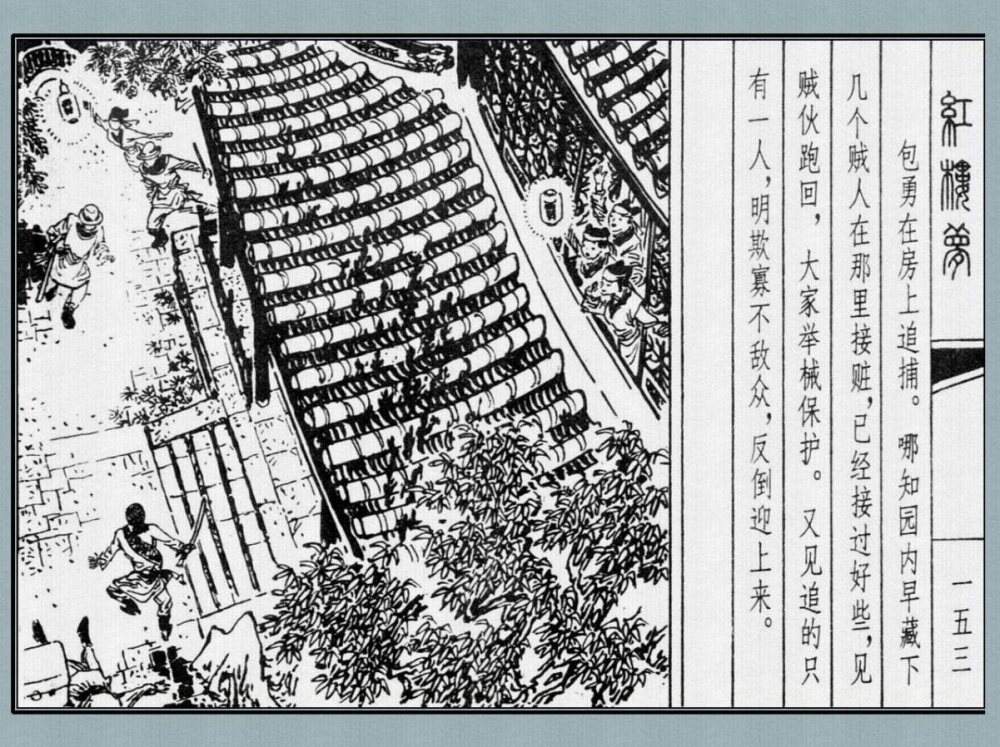 紅樓夢
一五三
包勇在房上追捕。哪知园内早藏下
几个贼人在那里接赃,已经接过好些,见
贼伙跑回,大家举械保护。又见追的只
有一人,明欺寡不敌众,反倒迎上来。